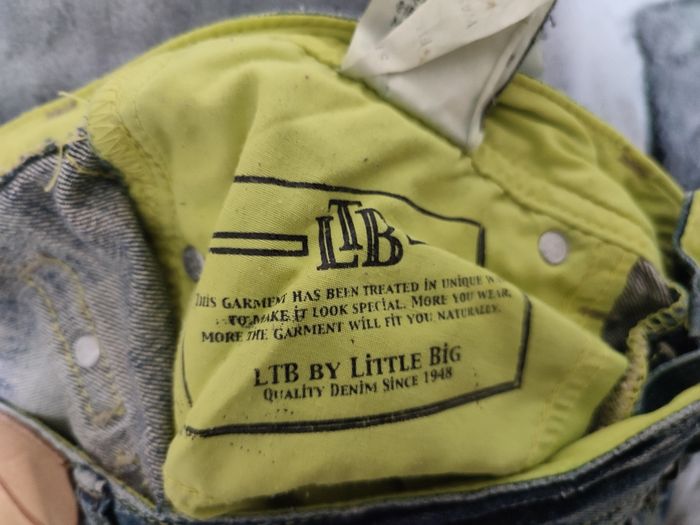 LTB
THIS GARMENT HAS BEEN TREATED IN UNIQUE
TO MAKE IT LOOK SPECIAL. MORE YOU WEAR,
MORE THE GARMENT WILL FIT YOU NATURALLY.
LTB BY LITTLE BIG
QUALITY DENIM SINCE 1948